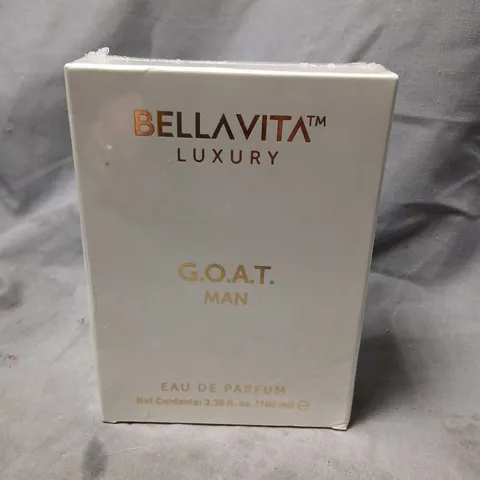 BELLAVITA™
LUXURY
G.O.A.T.
MAN
EAU DE PARFUM
Net Contents: 3.38 fl. oz. /100 ml ℮